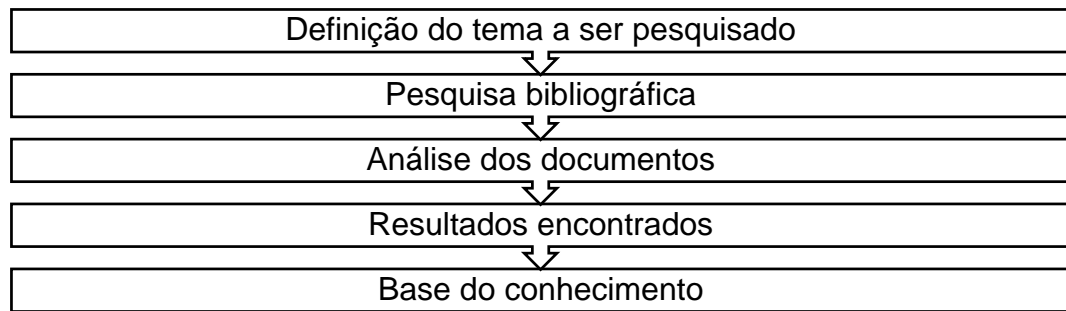 Definição do tema a ser pesquisado
Pesquisa bibliográfica
Análise dos documentos
Resultados encontrados
Base do conhecimento